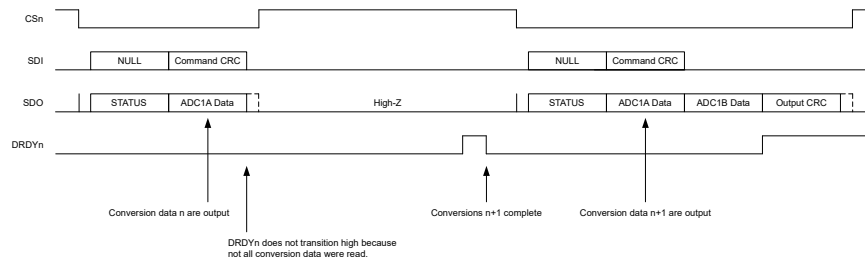 CSn
SDI NULL Command CRC NULL Command CRC
SDO STATUS ADC1A Data High-Z STATUS ADC1A Data ADC1B Data Output CRC
DRDYn
Conversion data n are output Conversions n+1 complete Conversion data n+1 are output
DRDYn does not transition high because
not all conversion data were read.